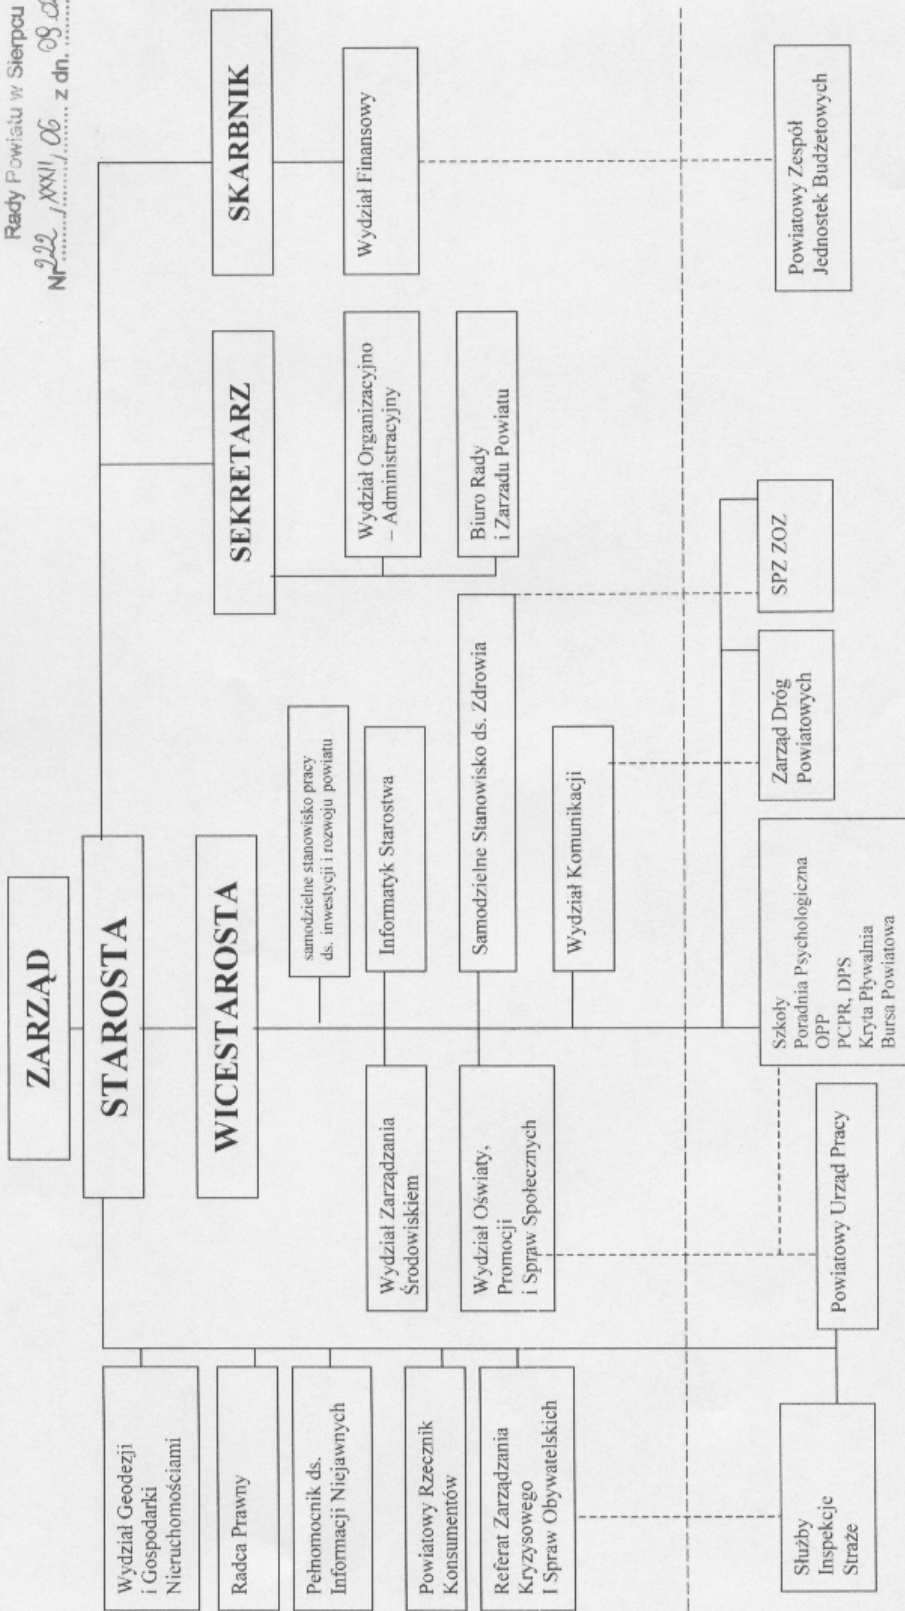 Rady Powiatu w Sierpcu
Nr 222/XXXII/06 z dn. 09
ZARZĄD
STAROSTA
WICESTAROSTA
SEKRETARZ
SKARBNIK
Wydział Geodezji
i Gospodarki
Nieruchomościami
Radca Prawny
Pełnomocnik ds.
Informacji Niejawnych
Powiatowy Rzecznik
Konsumentów
Referat Zarządzania
Kryzysowego
I Spraw Obywatelskich
samodzielne stanowisko pracy
ds. inwestycji i rozwoju powiatu
Wydział Zarządzania
Środowiskiem
Informatyk Starostwa
Wydział Oświaty,
Promocji
i Spraw Społecznych
Samodzielne Stanowisko ds. Zdrowia
Wydział Komunikacji
Wydział Organizacyjno
– Administracyjny
Biuro Rady
i Zarzadu Powiatu
Wydział Finansowy
Służby
Inspekcje
Straże
Powiatowy Urząd Pracy
Szkoły
Poradnia Psychologiczna
OPP
PCPR, DPS
Kryta Pływalnia
Bursa Powiatowa
Zarząd Dróg
Powiatowych
SPZ ZOZ
Powiatowy Zespół
Jednostek Budżetowych